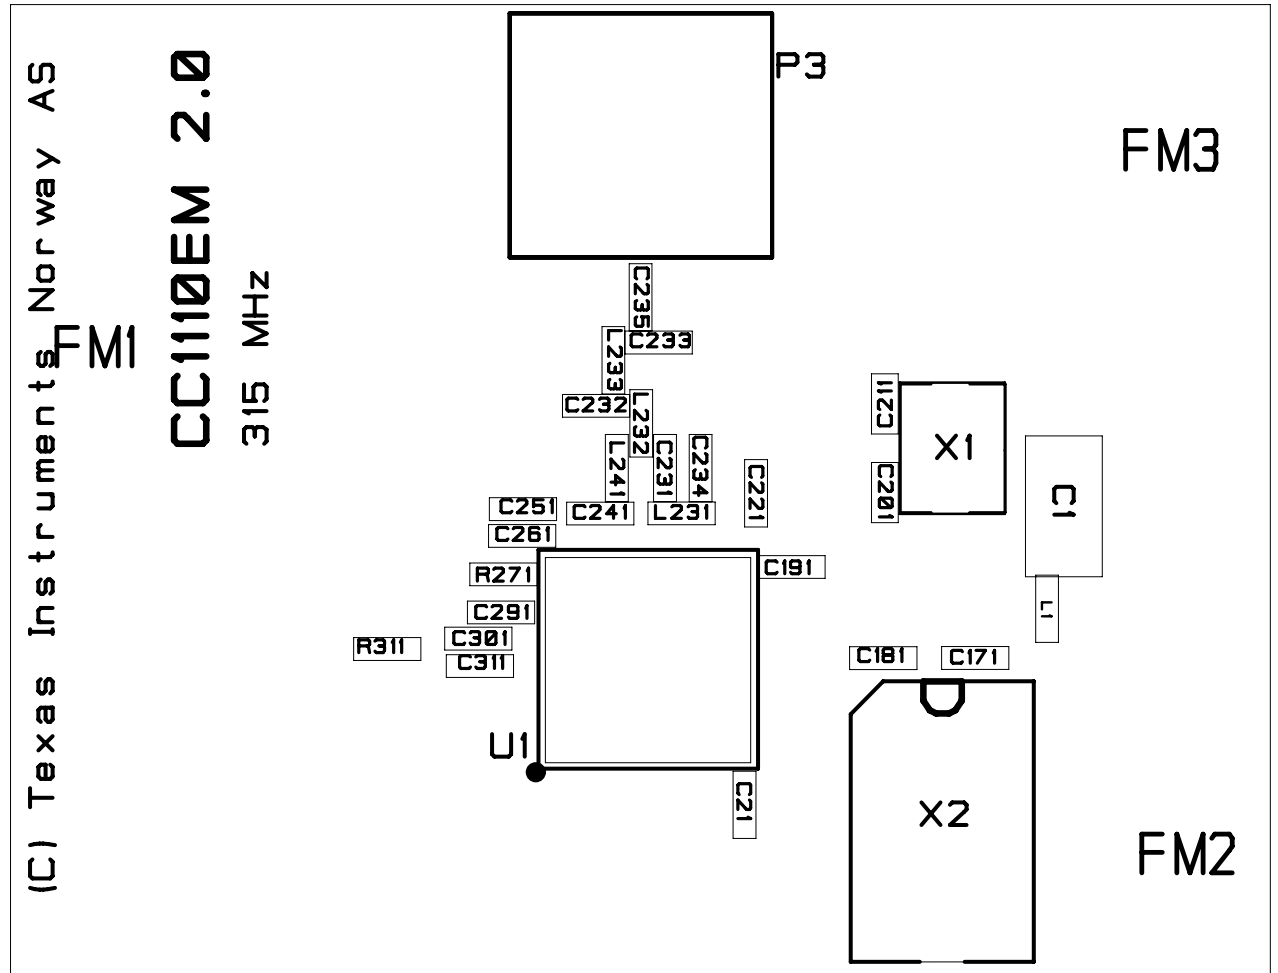 (C) Texas Instruments Norway AS
CC1110EM 2.0
315 MHz
FM1
P3
FM3
C235
C233
L233
C232
L232
L241
C231
C234
C221
C251
C241
L231
C261
C211
C201
X1
C1
R271
C191
C291
L1
C301
R311
C311
C181
C171
U1
C21
X2
FM2